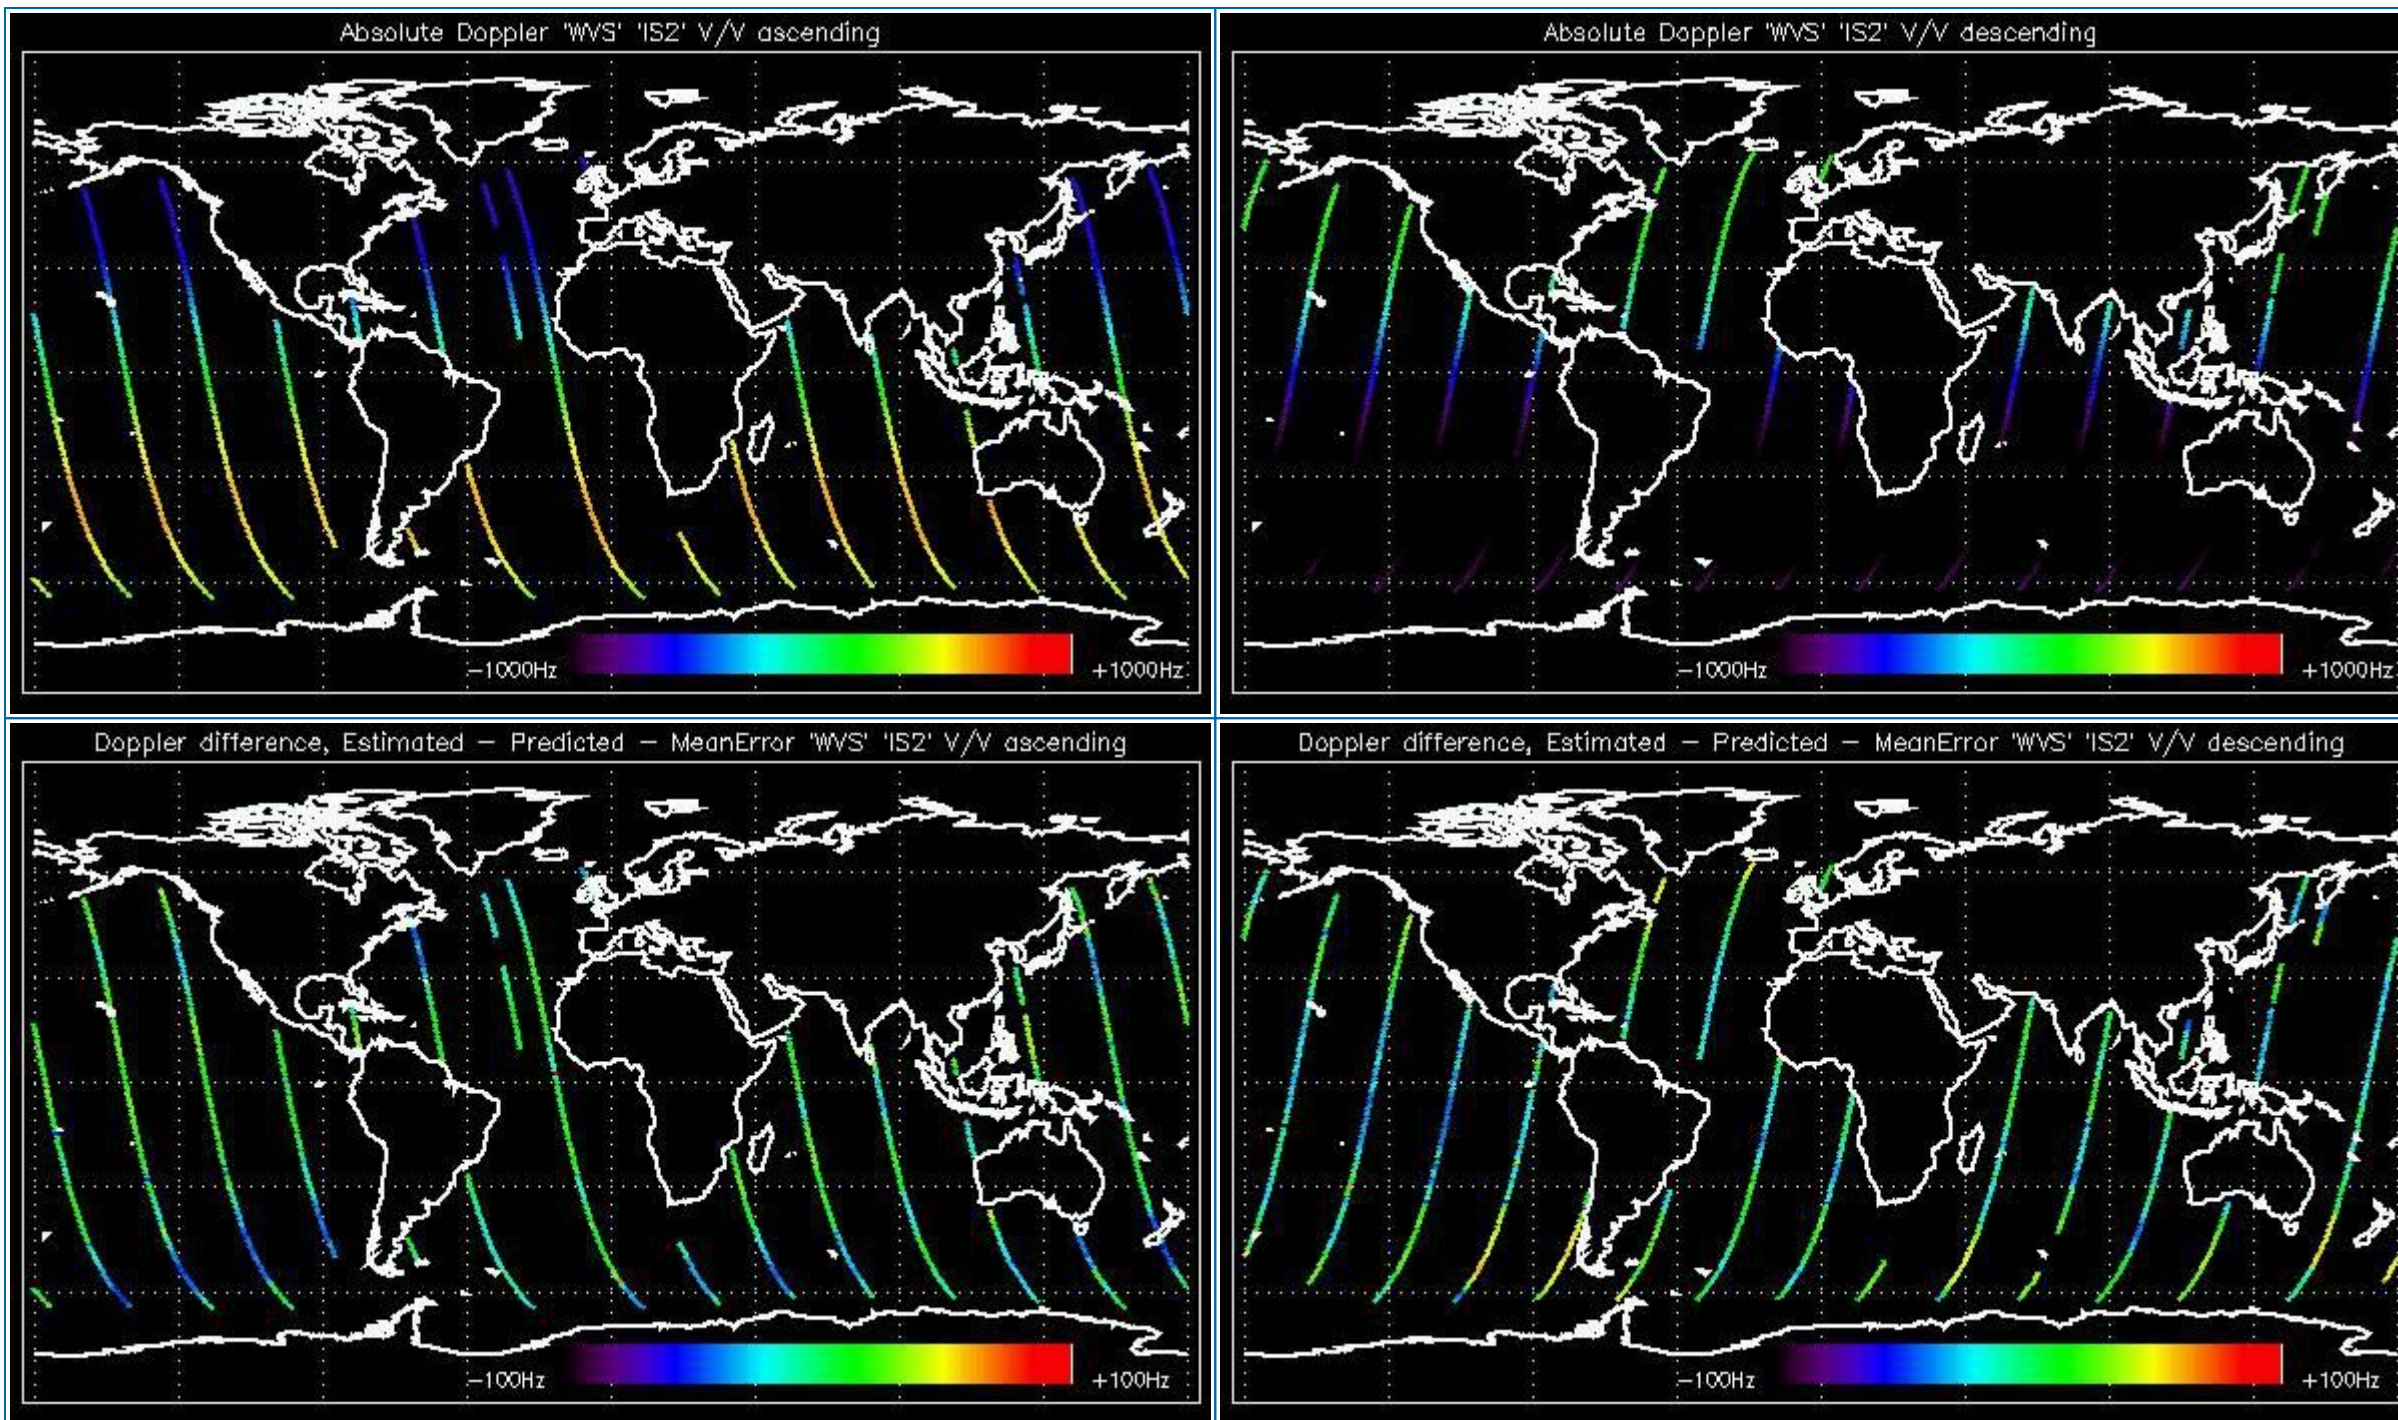 Absolute Doppler 'WVS' 'IS2' V/V ascending
-1000Hz
+1000Hz
Absolute Doppler 'WVS' 'IS2' V/V descending
-1000Hz
+1000Hz
Doppler difference, Estimated - Predicted - MeanError 'WVS' 'IS2' V/V ascending
-100Hz
+100Hz
Doppler difference, Estimated - Predicted - MeanError 'WVS' 'IS2' V/V descending
-100Hz
+100Hz